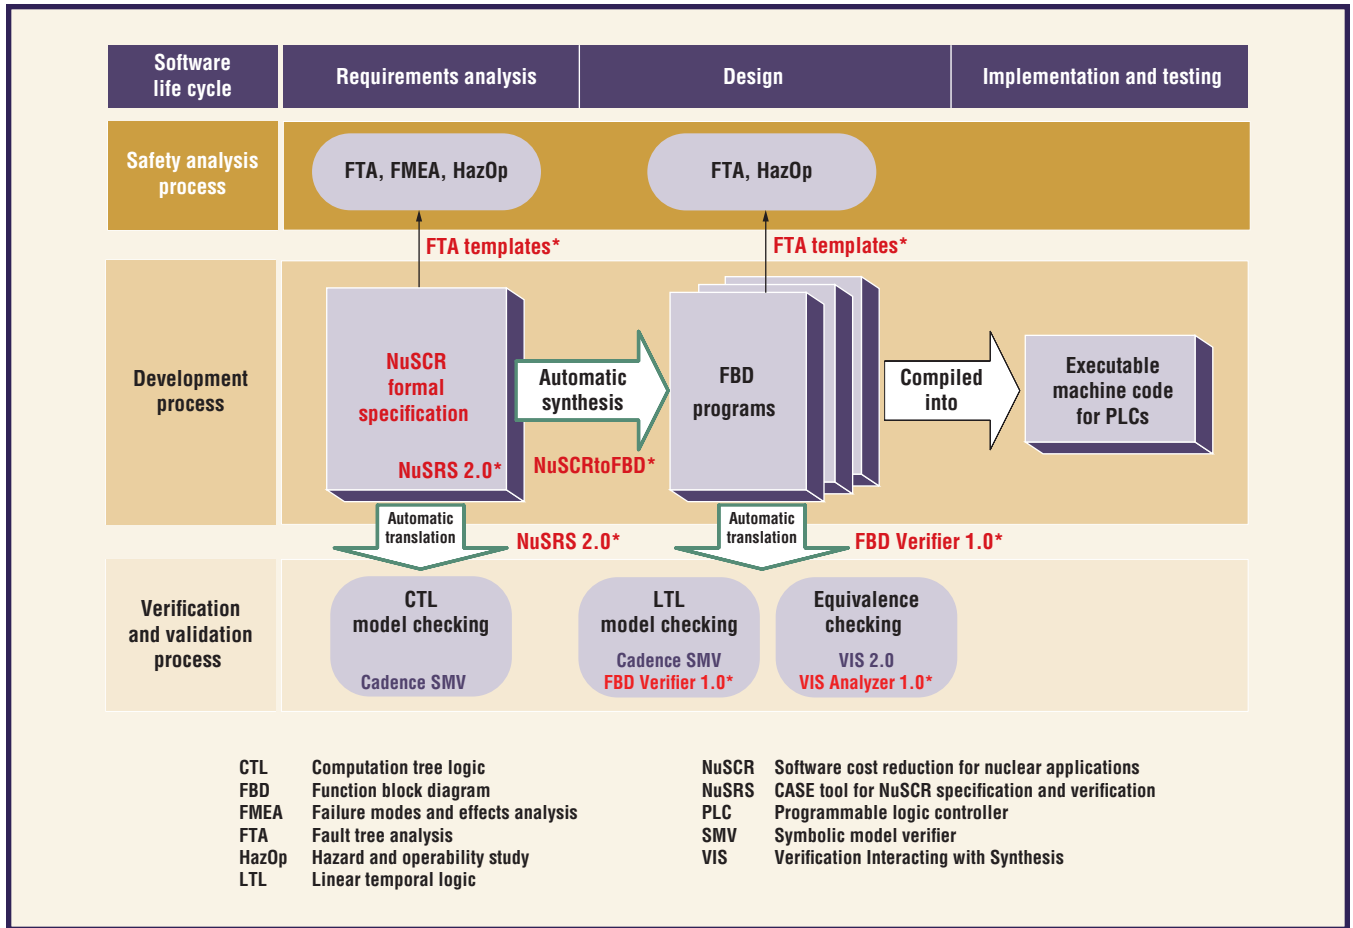 Software
life cycle
Requirements analysis
Design
Implementation and testing
Safety analysis
process
FTA, FMEA, HazOp
FTA, HazOp
FTA templates*
FTA templates*
Development
process
NuSCR
formal
specification
NuSRS 2.0*
Automatic
synthesis
NuSCRtoFBD*
FBD
programs
Compiled
into
Executable
machine code
for PLCs
Automatic
translation
NuSRS 2.0*
Automatic
translation
FBD Verifier 1.0*
Verification
and validation
process
CTL
model checking
Cadence SMV
LTL
model checking
Cadence SMV
FBD Verifier 1.0*
Equivalence
checking
VIS 2.0
VIS Analyzer 1.0*
CTL Computation tree logic
FBD Function block diagram
FMEA Failure modes and effects analysis
FTA Fault tree analysis
HazOp Hazard and operability study
LTL Linear temporal logic
NuSCR Software cost reduction for nuclear applications
NuSRS CASE tool for NuSCR specification and verification
PLC Programmable logic controller
SMV Symbolic model verifier
VIS Verification Interacting with Synthesis